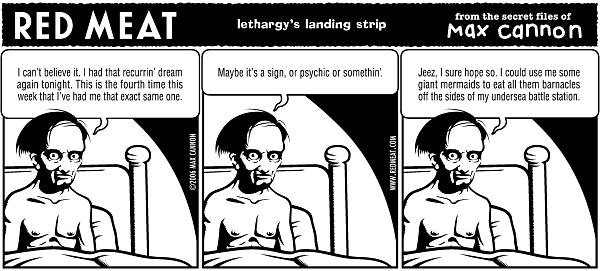 RED MEAT
lethargy's landing strip
from the secret files of
Max cannon
I can't believe it. I had that recurrin' dream
again tonight. This is the fourth time this
week that I've had me that exact same one.
©2006 MAX CANNON
Maybe it's a sign, or psychic or somethin'.
WWW.REDMEAT.COM
Jeez, I sure hope so. I could use me some
giant mermaids to eat all them barnacles
off the sides of my undersea battle station.